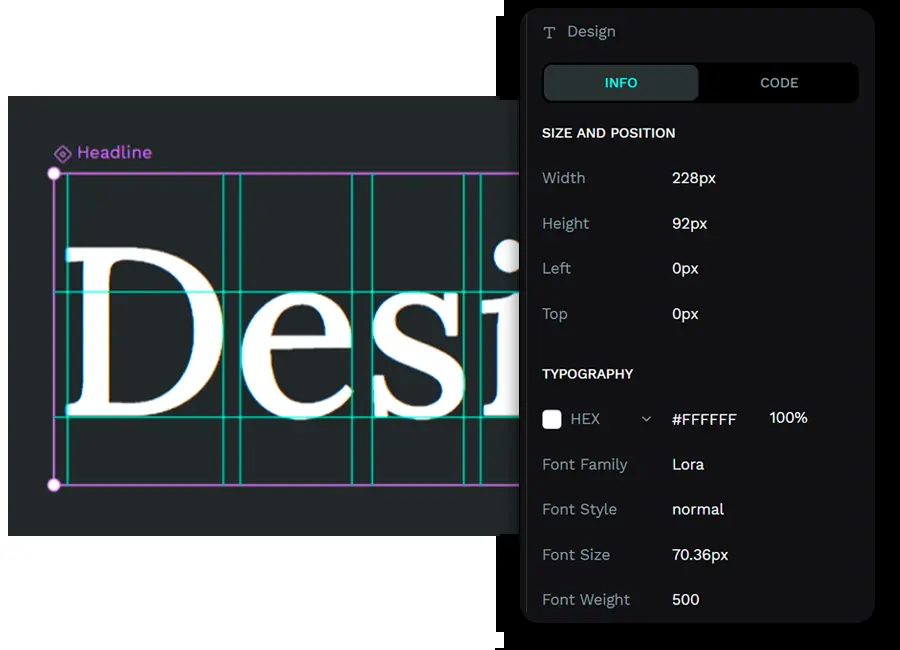 Headline
Desi
Design
INFO CODE
SIZE AND POSITION
Width 228px
Height 92px
Left 0px
Top 0px
TYPOGRAPHY
HEX #FFFFFF 100%
Font Family Lora
Font Style normal
Font Size 70.36px
Font Weight 500